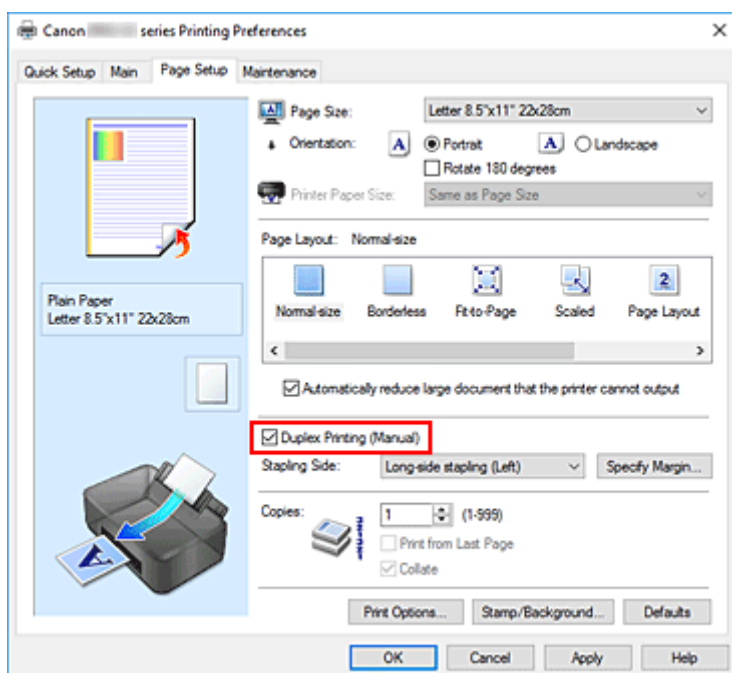 Canon series Printing Preferences
Quick Setup Main Page Setup Maintenance
Page Size: Letter 8.5"x11" 22x28cm
Orientation: A Portrait A Landscape
Rotate 180 degrees
Printer Paper Size: Same as Page Size
Page Layout: Normal-size
2
Normal-size Borderless Fit-to-Page Scaled Page Layout
Plain Paper
Letter 8.5"x11" 22x28cm
Automatically reduce large document that the printer cannot output
Duplex Printing (Manual)
Stapling Side: Long-side stapling (Left) Specify Margin...
Copies: 1 (1-999)
Print from Last Page
Collate
A
Print Options... Stamp/Background... Defaults
OK Cancel Apply Help